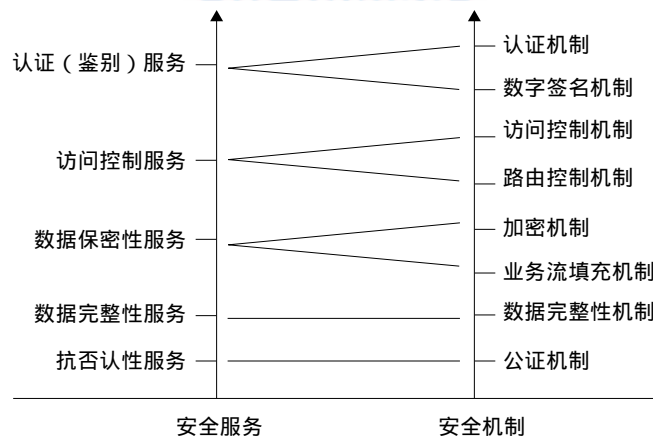 认证（鉴别）服务
访问控制服务
数据保密性服务
数据完整性服务
抗否认性服务
认证机制
数字签名机制
访问控制机制
路由控制机制
加密机制
业务流填充机制
数据完整性机制
公证机制
安全服务
安全机制